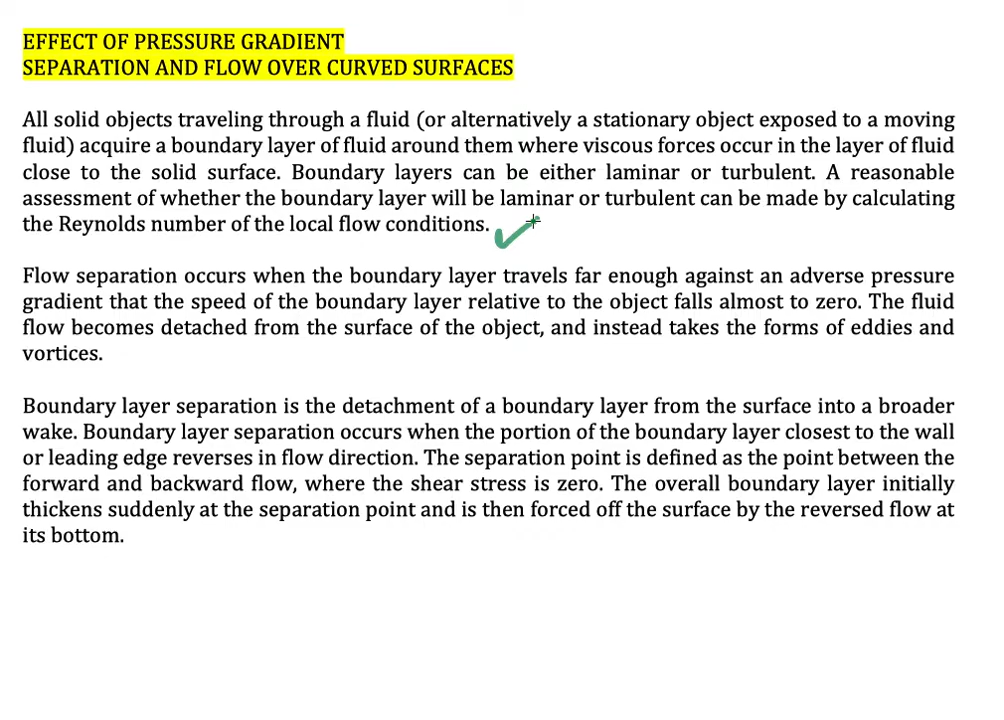 EFFECT OF PRESSURE GRADIENT
SEPARATION AND FLOW OVER CURVED SURFACES
All solid objects traveling through a fluid (or alternatively a stationary object exposed to a moving
fluid) acquire a boundary layer of fluid around them where viscous forces occur in the layer of fluid
close to the solid surface. Boundary layers can be either laminar or turbulent. A reasonable
assessment of whether the boundary layer will be laminar or turbulent can be made by calculating
the Reynolds number of the local flow conditions.
Flow separation occurs when the boundary layer travels far enough against an adverse pressure
gradient that the speed of the boundary layer relative to the object falls almost to zero. The fluid
flow becomes detached from the surface of the object, and instead takes the forms of eddies and
vortices.
Boundary layer separation is the detachment of a boundary layer from the surface into a broader
wake. Boundary layer separation occurs when the portion of the boundary layer closest to the wall
or leading edge reverses in flow direction. The separation point is defined as the point between the
forward and backward flow, where the shear stress is zero. The overall boundary layer initially
thickens suddenly at the separation point and is then forced off the surface by the reversed flow at
its bottom.